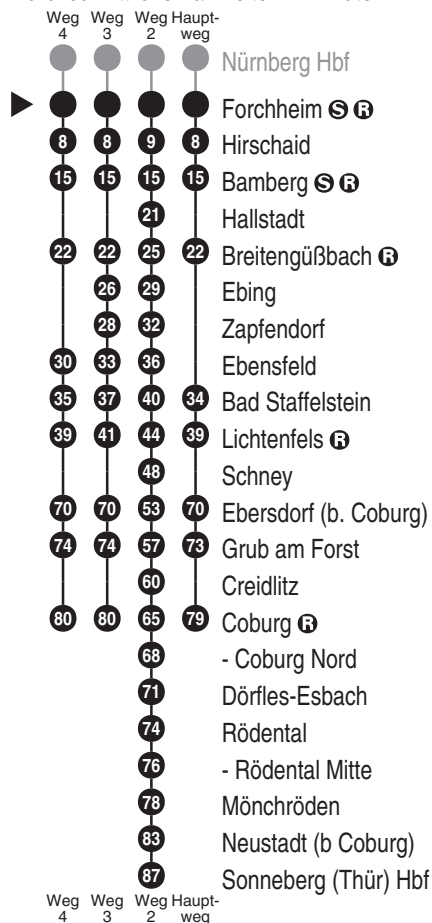 Weg Weg Weg Haupt-
4 3 2 weg
Nürnberg Hbf
Forchheim S R
8 8 9 8 Hirschaid
15 15 15 15 Bamberg S R
21 Hallstadt
22 22 25 22 Breitengüßbach R
26 29 Ebing
28 32 Zapfendorf
30 33 36 Ebensfeld
35 37 40 34 Bad Staffelstein
39 41 44 39 Lichtenfels R
48 Schney
70 70 53 70 Ebersdorf (b. Coburg)
74 74 57 73 Grub am Forst
60 Creidlitz
80 80 65 79 Coburg R
68 - Coburg Nord
71 Dörfles-Esbach
74 Rödental
76 - Rödental Mitte
78 Mönchröden
83 Neustadt (b Coburg)
87 Sonneberg (Thür) Hbf
Weg Weg Weg Haupt-
4 3 2 weg